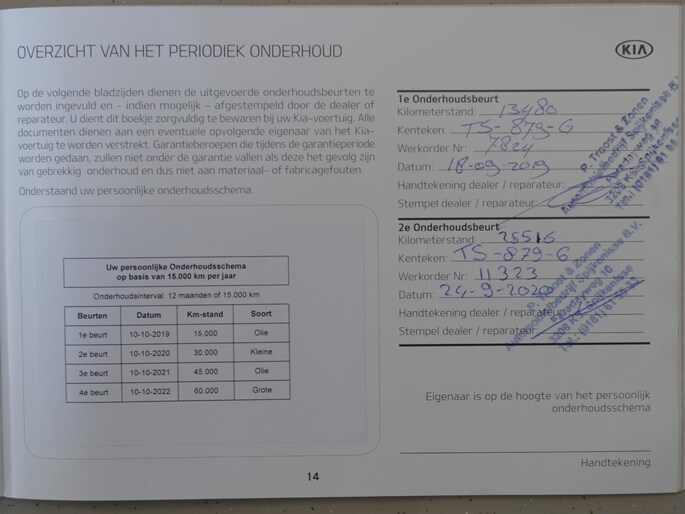 OVERZICHT VAN HET PERIODIEK ONDERHOUD
KIA
Op de volgende bladzijden dienen de uitgevoerde onderhoudsbeurten te
worden ingevuld en – indien mogelijk – afgestempeld door de dealer of
reparateur. U dient dit boekje zorgvuldig te bewaren bij uw Kia-voertuig. Alle
documenten dienen aan een eventuele opvolgende eigenaar van het Kia-
voertuig te worden verstrekt. Garantieberoepen die tijdens de garantieperiode
worden gedaan, zullen niet onder de garantie vallen als deze het gevolg zijn
van gebrekkig onderhoud en dus niet aan materiaal- of fabricagefouten.
Onderstaand uw persoonlijke onderhoudsschema.
Uw persoonlijke Onderhoudsschema
op basis van 15.000 km per jaar
Onderhoudsinterval: 12 maanden of 15.000 km
Beurten Datum Km-stand Soort
1e beurt 10-10-2019 15.000 Olie
2e beurt 10-10-2020 30.000 Kleine
3e beurt 10-10-2021 45.000 Olie
4e beurt 10-10-2022 60.000 Grote
1e Onderhoudsbeurt
Kilometerstand: 13480
Kenteken: TS-879-G
Werkorder Nr: 7824
Datum: 18-09-2019
Handtekening dealer / reparateur:
Stempel dealer / reparateur:
P. Troost & Zonen
Autoschadebedrijf Spijkenisse B.V.
2e Onderhoudsbeurt
Kilometerstand: 25516
Kenteken: TS-879-G
Werkorder Nr: 11323
Datum: 24-9-2020
Handtekening dealer / reparateur:
Stempel dealer / reparateur:
P. Troost & Zonen
Spijkenisse B.V.
Eigenaar is op de hoogte van het persoonlijk
onderhoudsschema
Handtekening
14